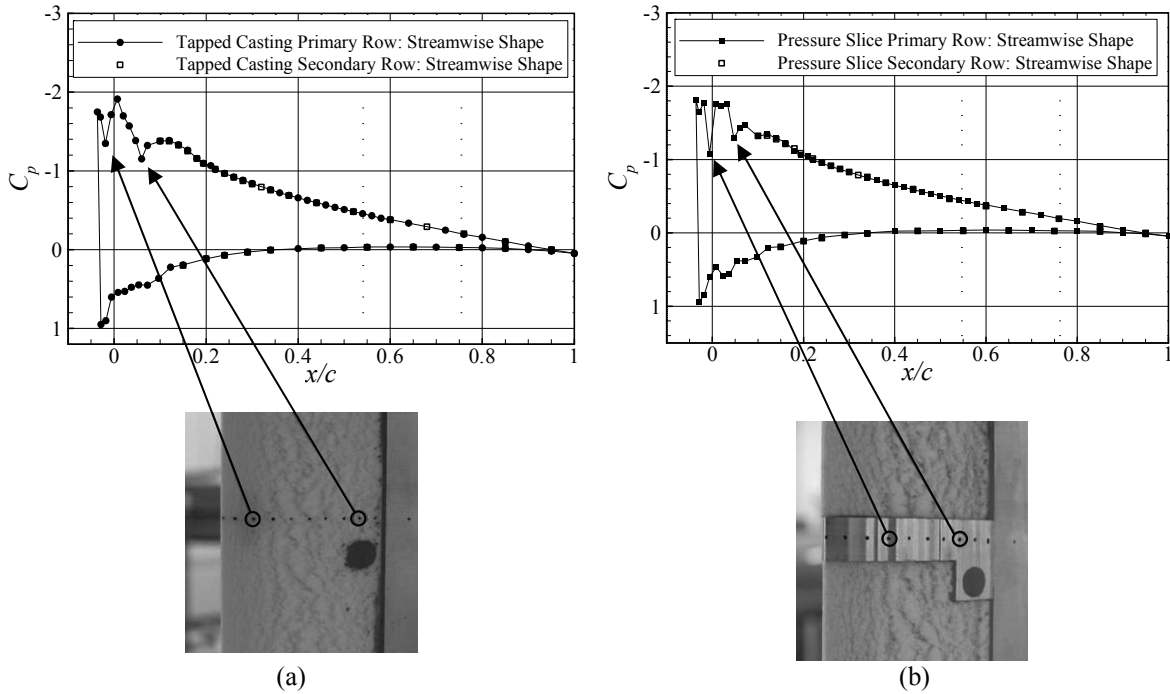 -3
Tapped Casting Primary Row: Streamwise Shape
Tapped Casting Secondary Row: Streamwise Shape
-2
-1
C_p
0
1
0 0.2 0.4 0.6 0.8 1
x/c
(a)
-3
Pressure Slice Primary Row: Streamwise Shape
Pressure Slice Secondary Row: Streamwise Shape
-2
-1
C_p
0
1
0 0.2 0.4 0.6 0.8 1
x/c
(b)